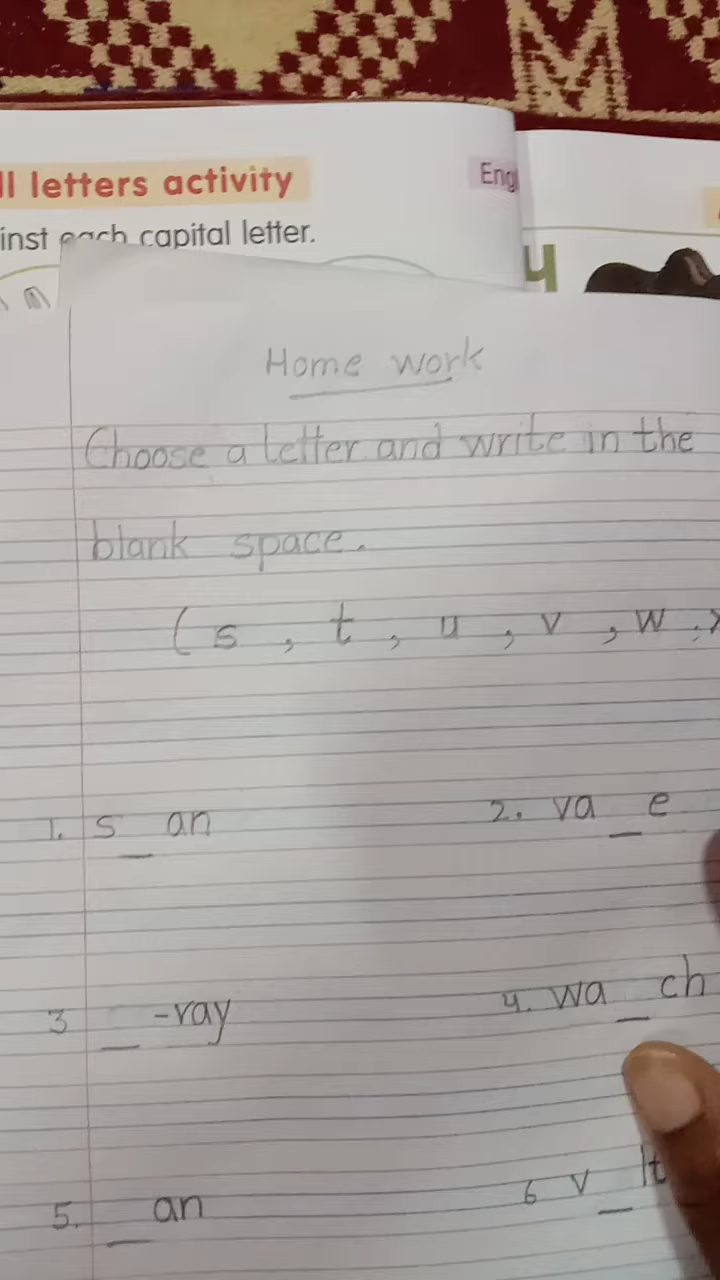 ll letters activity
Eng
inst each capital letter.
Home work
Choose a letter and write in the
blank space.
( s , t , u , v , w , x
1. s _ an
2. va _ e
3 _ -ray
4. wa _ ch
5. _ an
6 v _ lt